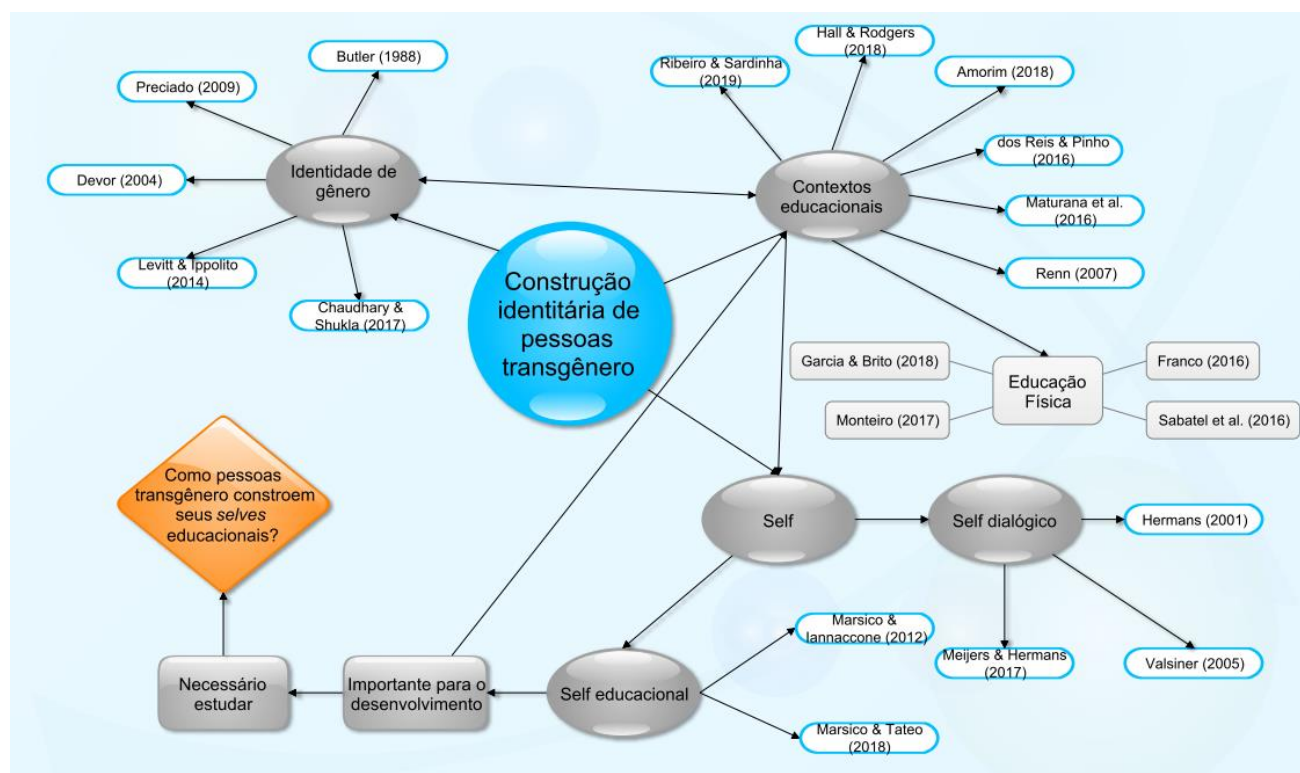 Butler (1988)
Preciado (2009)
Devor (2004)
Identidade de
gênero
Levitt & Ippolito
(2014)
Chaudhary &
Shukla (2017)
Hall & Rodgers
(2018)
Ribeiro & Sardinha
(2019)
Amorim (2018)
dos Reis & Pinho
(2016)
Contextos
educacionais
Maturana et al.
(2016)
Renn (2007)
Construção
identitária de
pessoas
transgênero
Garcia & Brito (2018)
Franco (2016)
Educação
Física
Monteiro (2017)
Sabatel et al. (2016)
Como pessoas
transgênero constroem
seus selves
educacionais?
Self
Self dialógico
Hermans (2001)
Marsico &
Iannaccone (2012)
Meijers & Hermans
(2017)
Valsiner (2005)
Necessário
estudar
Importante para o
desenvolvimento
Self educacional
Marsico & Tateo
(2018)